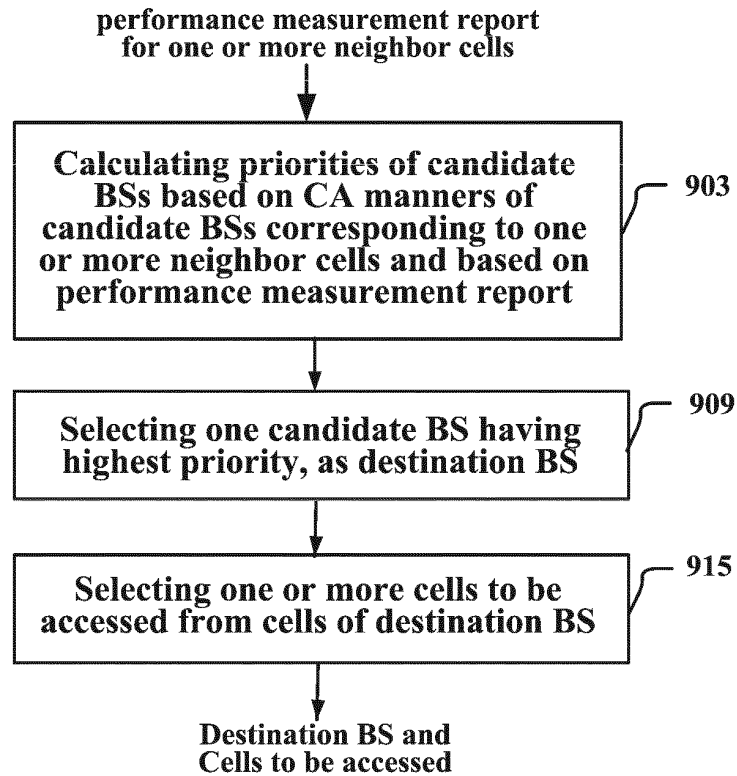 performance measurement report
for one or more neighbor cells
Calculating priorities of candidate
BSs based on CA manners of
candidate BSs corresponding to one
or more neighbor cells and based on
performance measurement report
903
Selecting one candidate BS having
highest priority, as destination BS
909
Selecting one or more cells to be
accessed from cells of destination BS
915
Destination BS and
Cells to be accessed